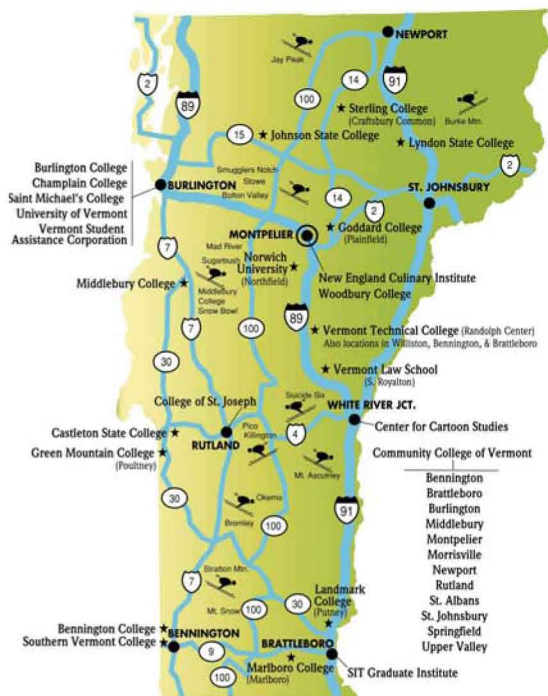 NEWPORT
Jay Peak
2
91
14
100
89
Sterling College
(Craftsbury Common)
Burke Mtn.
15
Johnson State College
Lyndon State College
2
Burlington College
Champlain College
Saint Michael's College
University of Vermont
Vermont Student
Assistance Corporation
BURLINGTON
Smugglers Notch
Stowe
Bolton Valley
ST. JOHNSBURY
14
2
Goddard College
(Plainfield)
7
MONTPELIER
Mad River
Sugarbush
Norwich
University
(Northfield)
New England Culinary Institute
Woodbury College
Middlebury College
Middlebury
College
Snow Bowl
89
7
100
Vermont Technical College (Randolph Center)
Also locations in Williston, Bennington, & Brattleboro
30
Vermont Law School
(S. Royalton)
College of St. Joseph
Suicide Six
WHITE RIVER JCT.
Center for Cartoon Studies
Castleton State College
RUTLAND
Pico
Killington
4
Green Mountain College
(Poultney)
Mt. Ascutney
Community College of Vermont
Bennington
Brattleboro
Burlington
Middlebury
Montpelier
Morrisville
Newport
Rutland
St. Albans
St. Johnsbury
Springfield
Upper Valley
30
Okemo
91
Bromley
100
Stratton Mtn.
7
Landmark
College
(Putney)
Mt. Snow
100
30
Bennington College
Southern Vermont College
BENNINGTON
9
BRATTLEBORO
Marlboro College
(Marlboro)
SIT Graduate Institute
100